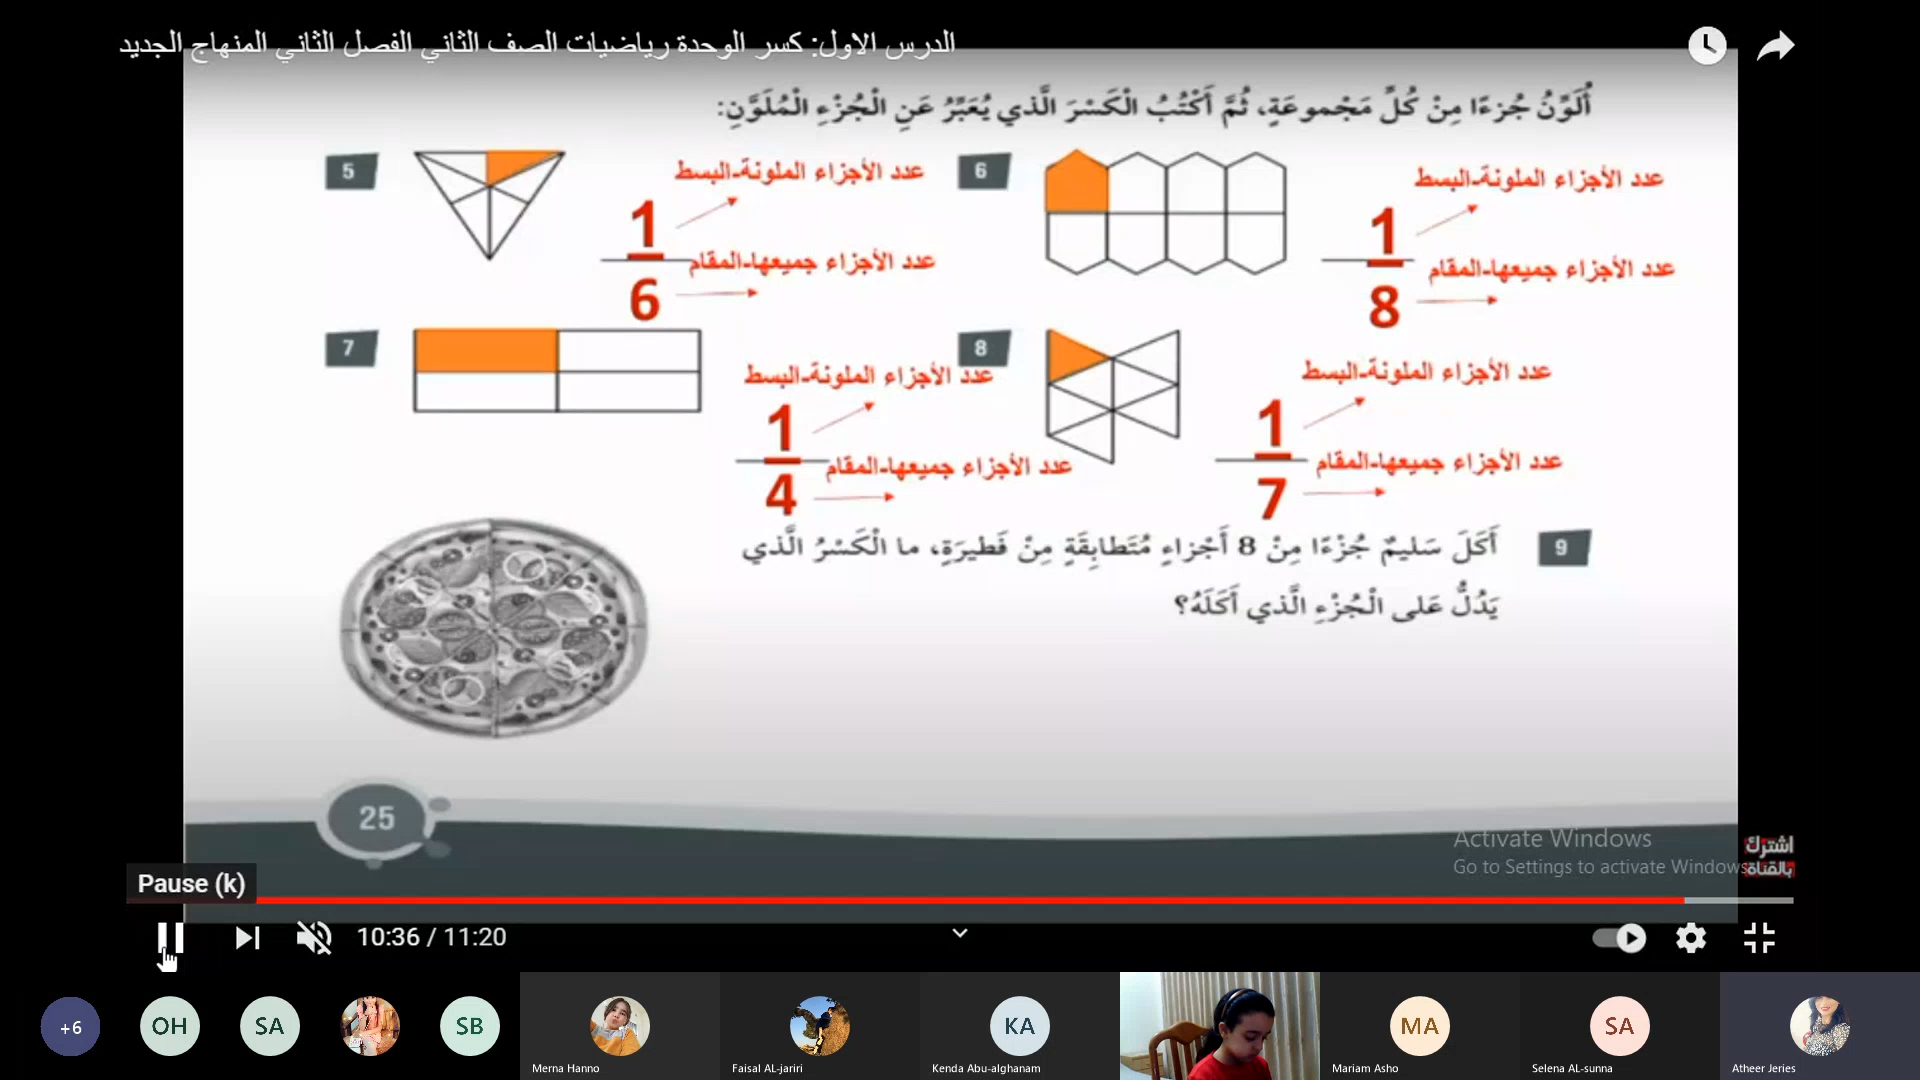 الدرس الاول: كسر الوحدة رياضيات الصف الثاني الفصل الثاني المنهاج الجديد
أُلَوِّنُ جُزءًا مِنْ كُلِّ مَجْموعَةٍ، ثُمَّ أَكْتُبُ الْكَسْرَ الَّذي يُعَبِّرُ عَنِ الْجُزْءِ الْمُلَوَّنِ:
5
عدد الأجزاء الملونة-البسط
1
6
عدد الأجزاء جميعها-المقام
6
عدد الأجزاء الملونة-البسط
1
8
عدد الأجزاء جميعها-المقام
7
عدد الأجزاء الملونة-البسط
1
4
عدد الأجزاء جميعها-المقام
8
عدد الأجزاء الملونة-البسط
1
7
عدد الأجزاء جميعها-المقام
9
أَكَلَ سَليمٌ جُزْءًا مِنْ 8 أَجْزاءٍ مُتَطابِقَةٍ مِنْ فَطيرَةٍ، ما الْكَسْرُ الَّذي
يَدُلُّ عَلى الْجُزْءِ الَّذي أَكَلَهُ؟
25
Activate Windows
Go to Settings to activate Windows
اشترك
بالقناة
Pause (k)
10:36 / 11:20
+6
OH
SA
SB
Merna Hanno
Faisal AL-jariri
KA
Kenda Abu-alghanam
MA
Mariam Asho
SA
Selena AL-sunna
Atheer Jeries